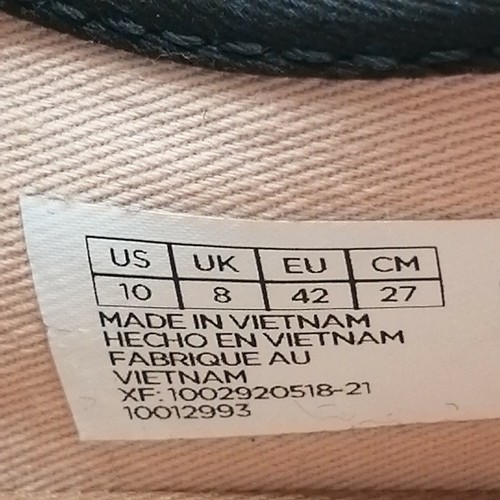 US UK EU CM
10 8 42 27
MADE IN VIETNAM
HECHO EN VIETNAM
FABRIQUE AU
VIETNAM
XF: 1002920518-21
10012993